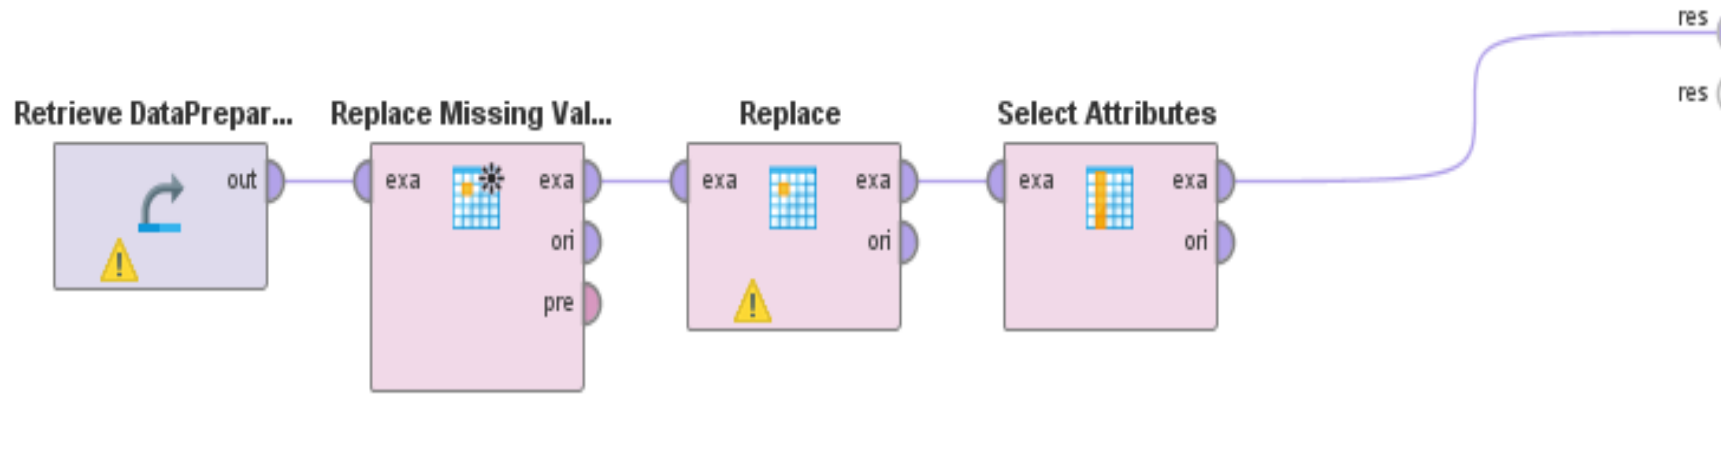 res
res
Retrieve DataPrepar...
Replace Missing Val...
Replace
Select Attributes
out
exa
exa
exa
exa
exa
exa
ori
ori
ori
pre